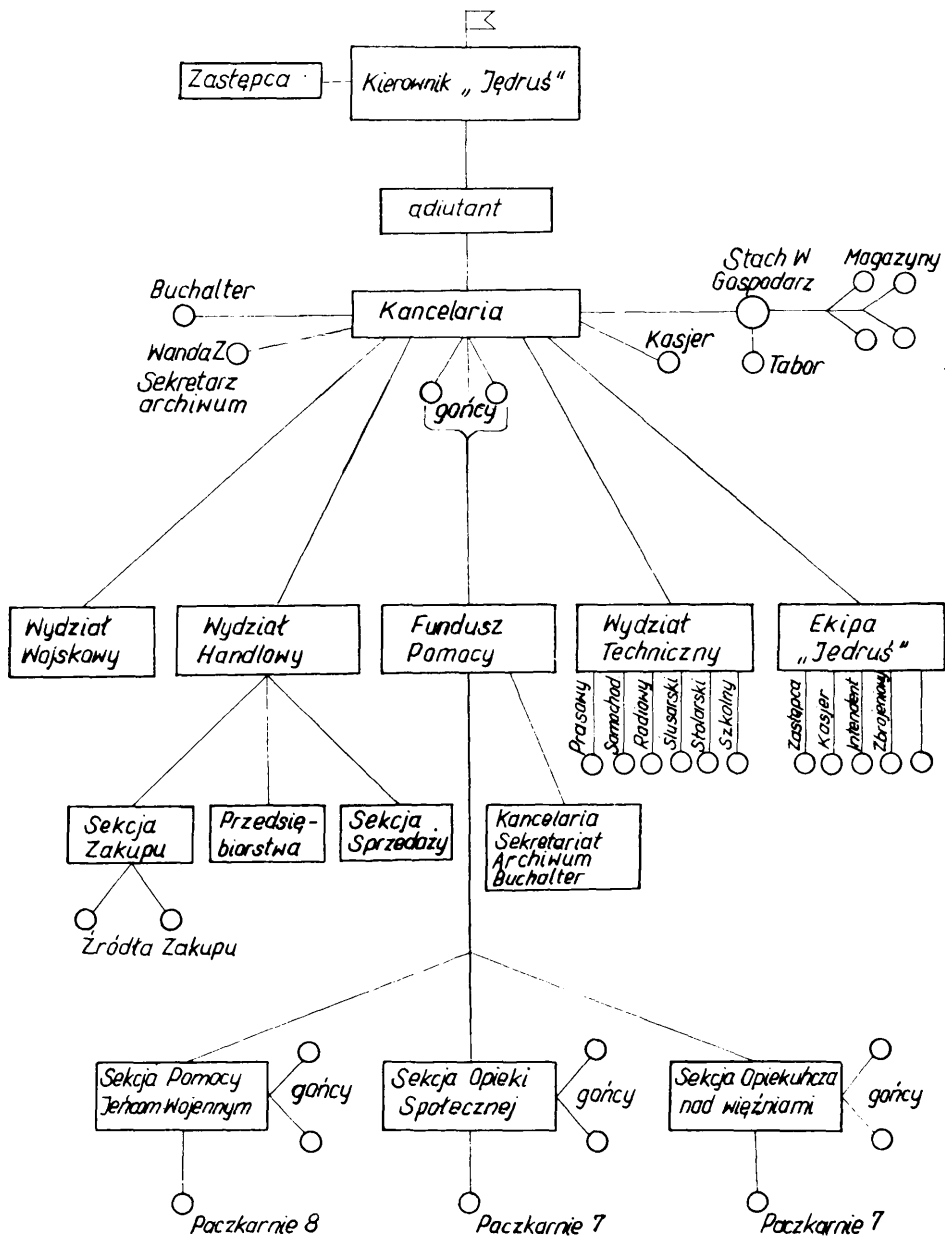 Zastępca
Kierownik „Jędruś"
adiutant
Stach W
Gospodarz
Magazyny
Buchalter
Kancelaria
Wanda Z
Sekretarz
archiwum
Kasjer
Tabor
gońcy
Wydział
Wojskowy
Wydział
Handlowy
Fundusz
Pomocy
Wydział
Techniczny
Ekipa
„Jędruś"
Prasowy
Samochod
Radiowy
Slusarski
Stolarski
Szkolny
Zastępca
Kasjer
Intendent
Zbrojeniowy
Sekcja
Zakupu
Przedsię-
biorstwa
Sekcja
Sprzedaży
Kancelaria
Sekretariat
Archiwum
Buchalter
Źródła Zakupu
Sekcja Pomocy
Jeńcom Wojennym
gońcy
Sekcja Opieki
Społecznej
gońcy
Sekcja Opiekuńcza
nad więźniami
gońcy
Paczkarnie 8
Paczkarnie 7
Paczkarnie 7